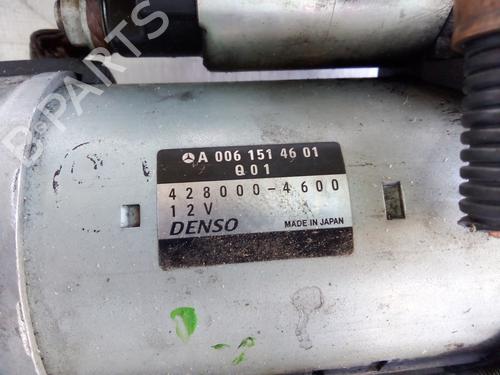 B-PARTS
A 006 151 46 01
Q01
428000-4600
12V
DENSO
MADE IN JAPAN